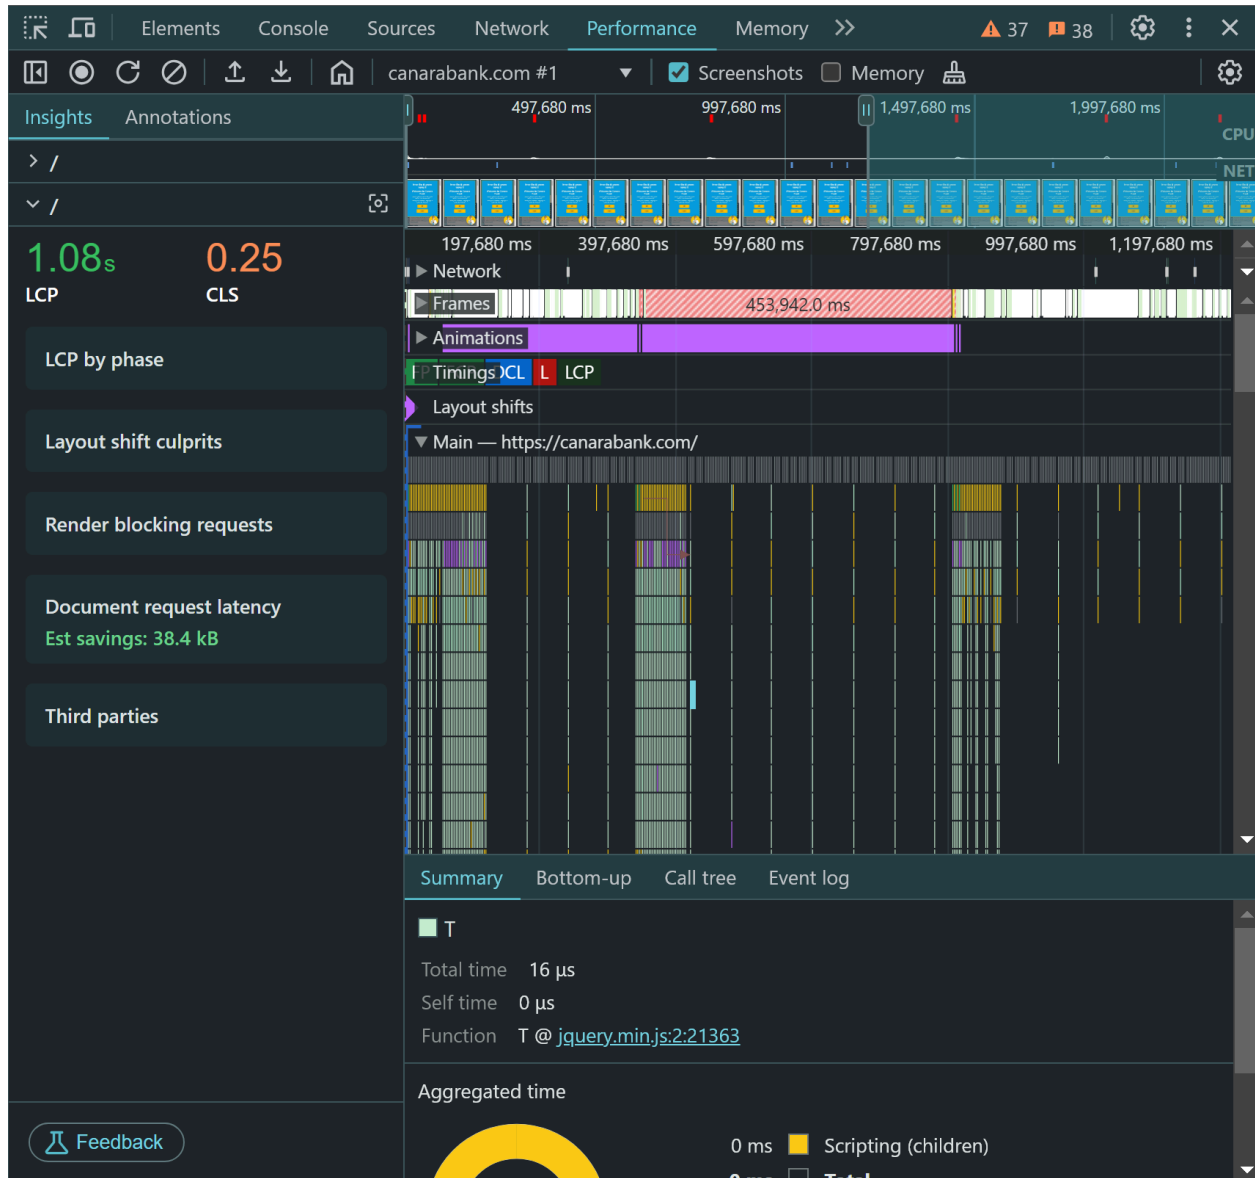 Elements Console Sources Network Performance Memory 37 38
canarabank.com #1 Screenshots Memory
Insights Annotations
/
/
1.08s 0.25
LCP CLS
LCP by phase
Layout shift culprits
Render blocking requests
Document request latency
Est savings: 38.4 kB
Third parties
Feedback
497,680 ms 997,680 ms 1,497,680 ms 1,997,680 ms
CPU
NET
197,680 ms 397,680 ms 597,680 ms 797,680 ms 997,680 ms 1,197,680 ms
Network
Frames 453,942.0 ms
Animations
FP Timings DCL L LCP
Layout shifts
Main — https://canarabank.com/
Summary Bottom-up Call tree Event log
T
Total time 16 μs
Self time 0 μs
Function T @ jquery.min.js:2:21363
Aggregated time
0 ms Scripting (children)
Total